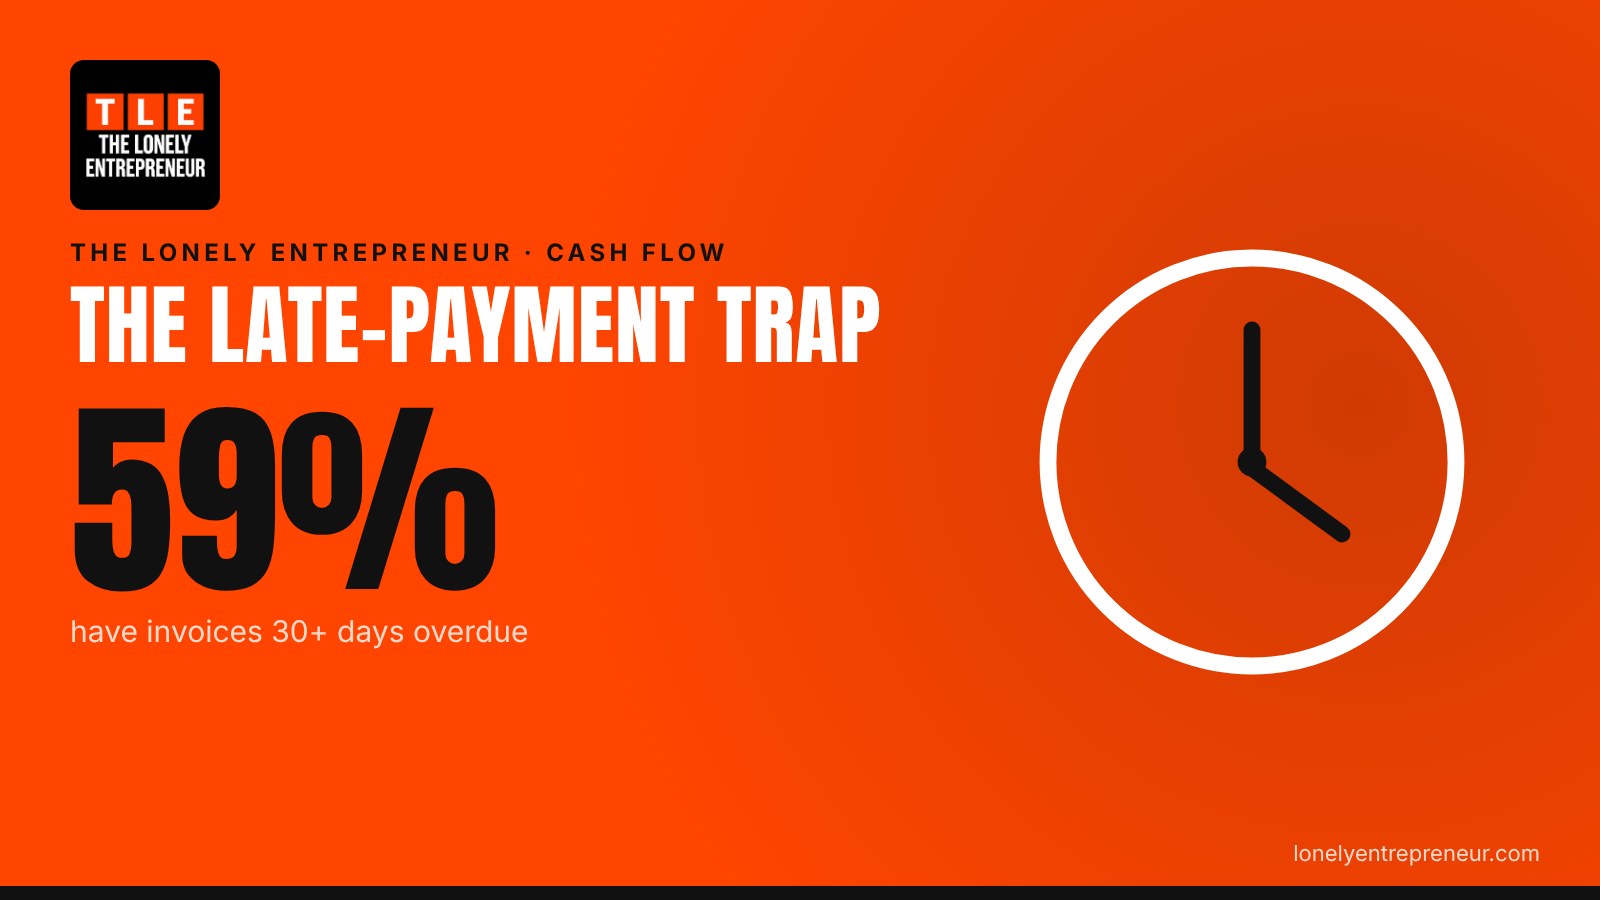 T L E
THE LONELY
ENTREPRENEUR
THE LONELY ENTREPRENEUR · CASH FLOW
THE LATE-PAYMENT TRAP
59%
have invoices 30+ days overdue
lonelyentrepreneur.com